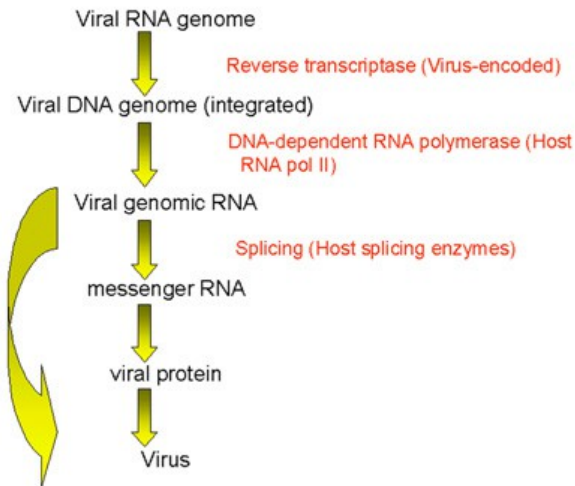 Viral RNA genome
Reverse transcriptase (Virus-encoded)
Viral DNA genome (integrated)
DNA-dependent RNA polymerase (Host
RNA pol II)
Viral genomic RNA
Splicing (Host splicing enzymes)
messenger RNA
viral protein
Virus